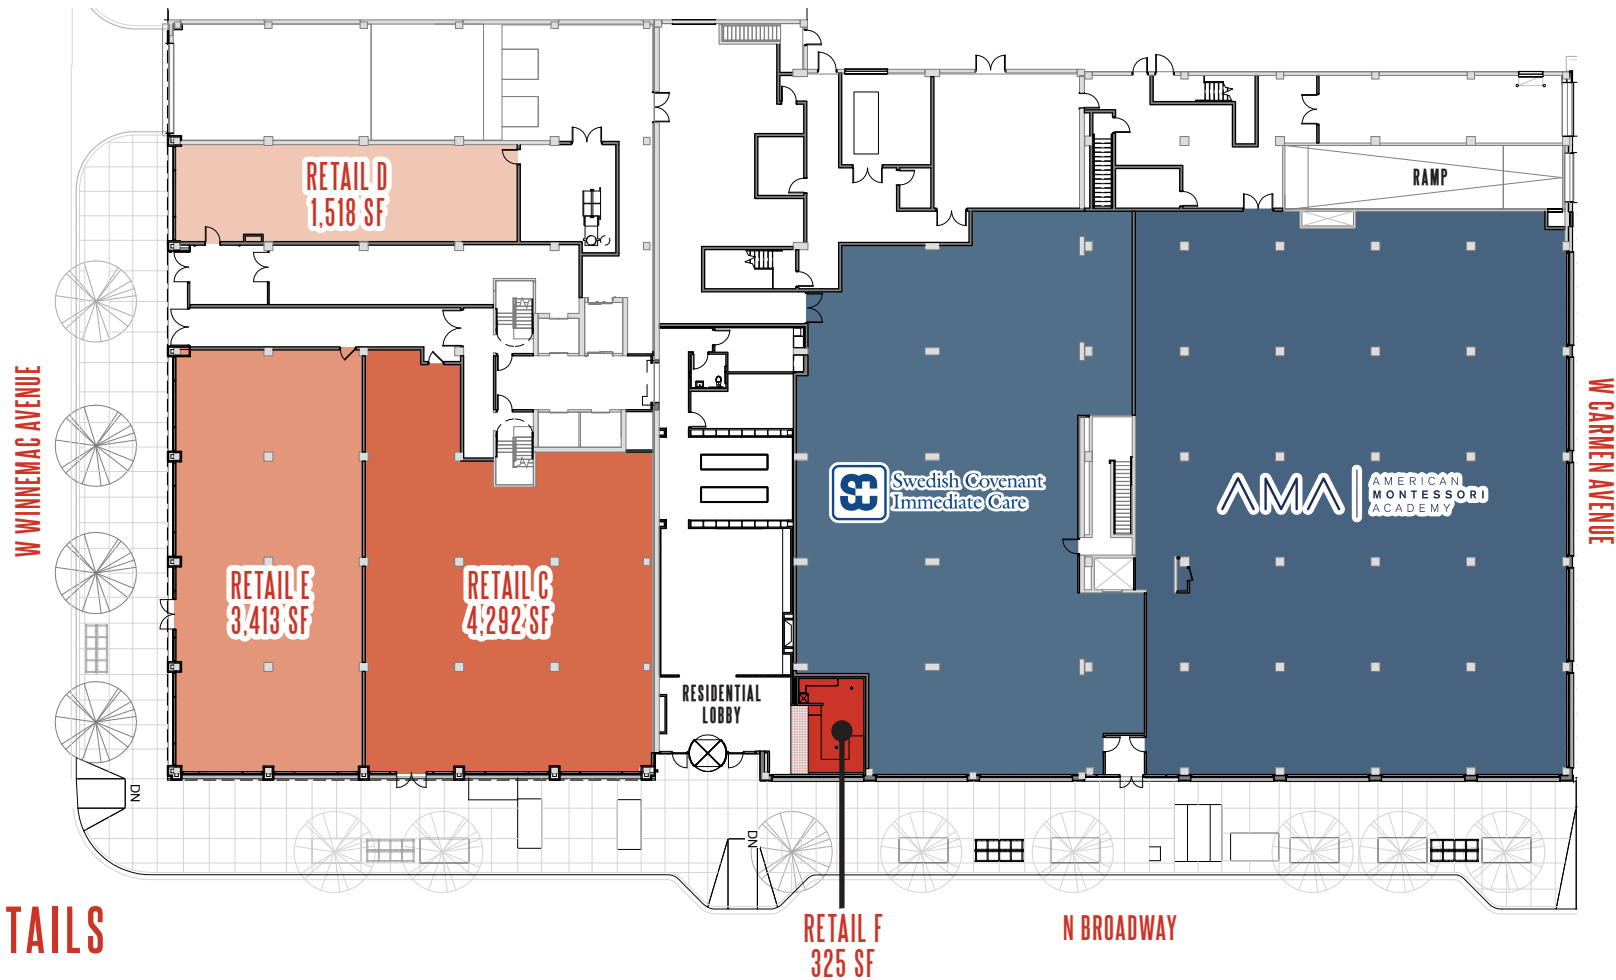 RETAIL D
1,518 SF
RAMP
W WINNEMAC AVENUE
W CARMEN AVENUE
Swedish Covenant
Immediate Care
AMA
AMERICAN
MONTESSORI
ACADEMY
RETAIL E
3,413 SF
RETAIL C
4,292 SF
RESIDENTIAL
LOBBY
DN
DN
RETAIL F
325 SF
N BROADWAY
TAILS